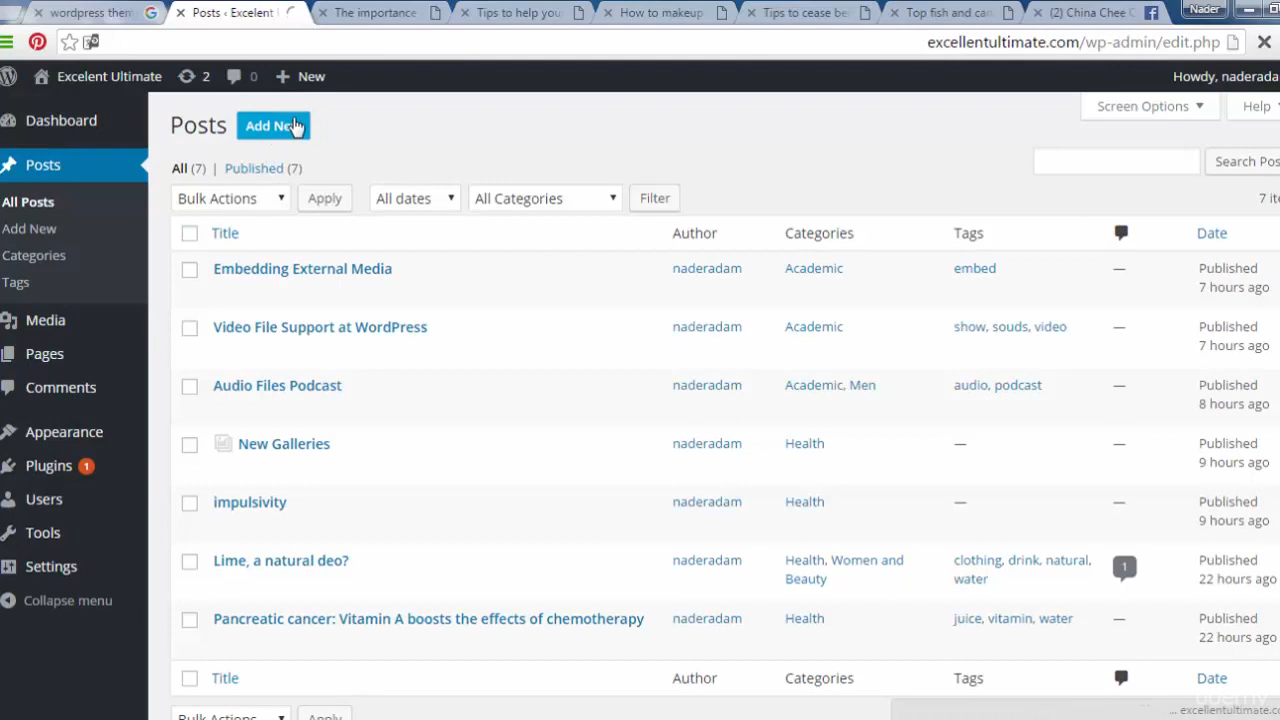 wordpress them
Posts ‹ Excelent
The importance
Tips to help you
How to makeup
Tips to cease be
Top fish and can
(2) China Chee C
Nader
excellentultimate.com/wp-admin/edit.php
Excelent Ultimate
2
0
New
Howdy, naderada
Dashboard
Posts
All Posts
Add New
Categories
Tags
Media
Pages
Comments
Appearance
Plugins 1
Users
Tools
Settings
Collapse menu
Posts
Screen Options
Help
All (7) | Published (7)
Search Pos
Bulk Actions
Apply
All dates
All Categories
Filter
7 ite
Title Author Categories Tags Date
Embedding External Media naderadam Academic embed — Published
7 hours ago
Video File Support at WordPress naderadam Academic show, souds, video — Published
7 hours ago
Audio Files Podcast naderadam Academic, Men audio, podcast — Published
8 hours ago
New Galleries naderadam Health — — Published
9 hours ago
impulsivity naderadam Health — — Published
9 hours ago
Lime, a natural deo? naderadam Health, Women and clothing, drink, natural, 1 Published
Beauty water 22 hours ago
Pancreatic cancer: Vitamin A boosts the effects of chemotherapy naderadam Health juice, vitamin, water — Published
22 hours ago
Title Categories Tags Date
Bulk Actions
Apply
... excellentultimate.co